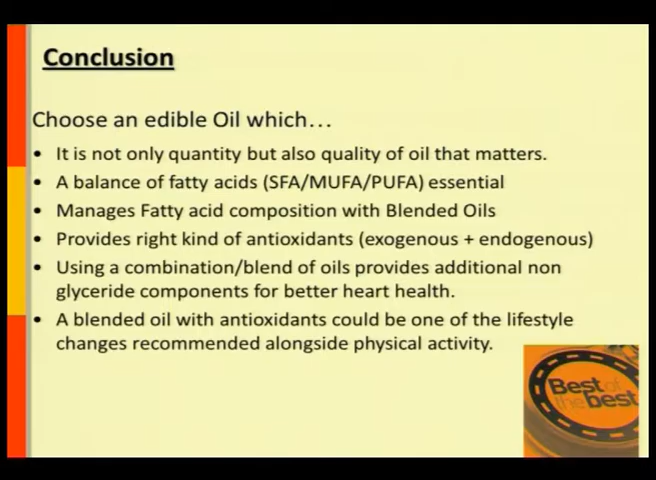 Conclusion
Choose an edible Oil which...
• It is not only quantity but also quality of oil that matters.
• A balance of fatty acids (SFA/MUFA/PUFA) essential
• Manages Fatty acid composition with Blended Oils
• Provides right kind of antioxidants (exogenous + endogenous)
• Using a combination/blend of oils provides additional non
glyceride components for better heart health.
• A blended oil with antioxidants could be one of the lifestyle
changes recommended alongside physical activity.
Best of
the best